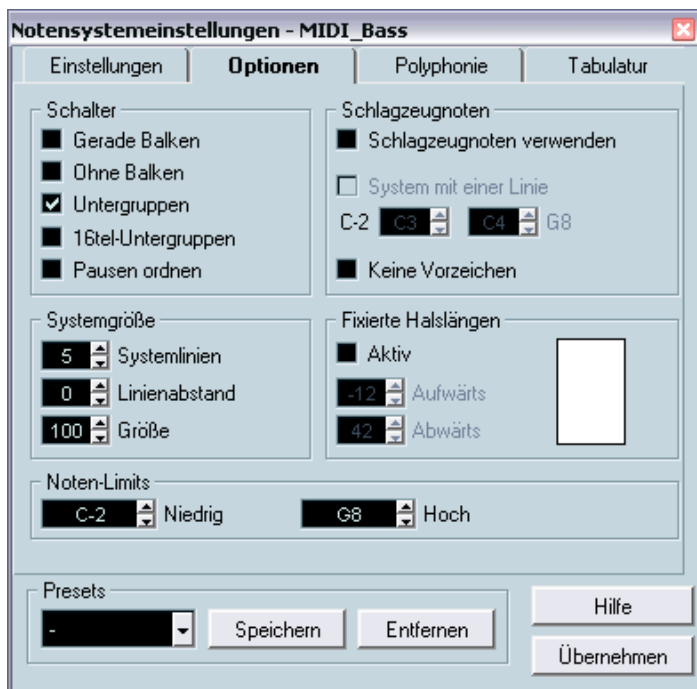 Notensystemeinstellungen - MIDI_Bass
Einstellungen Optionen Polyphonie Tabulatur
Schalter
Gerade Balken
Ohne Balken
Untergruppen
16tel-Untergruppen
Pausen ordnen
Schlagzeugnoten
Schlagzeugnoten verwenden
System mit einer Linie
C-2 C3 C4 G8
Keine Vorzeichen
Systemgröße
5 Systemlinien
0 Linienabstand
100 Größe
Fixierte Halslängen
Aktiv
-12 Aufwärts
42 Abwärts
Noten-Limits
C-2 Niedrig G8 Hoch
Presets
- Speichern Entfernen
Hilfe
Übernehmen